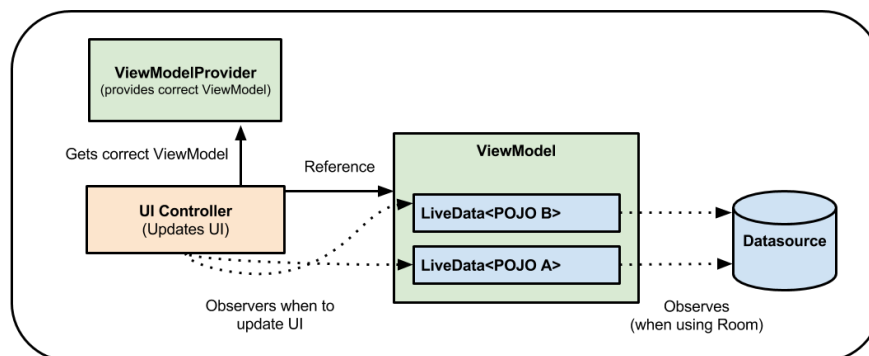 ViewModelProvider
(provides correct ViewModel)
Gets correct ViewModel
Reference
ViewModel
UI Controller
(Updates UI)
LiveData<POJO B>
LiveData<POJO A>
Datasource
Observers when to
update UI
Observes
(when using Room)